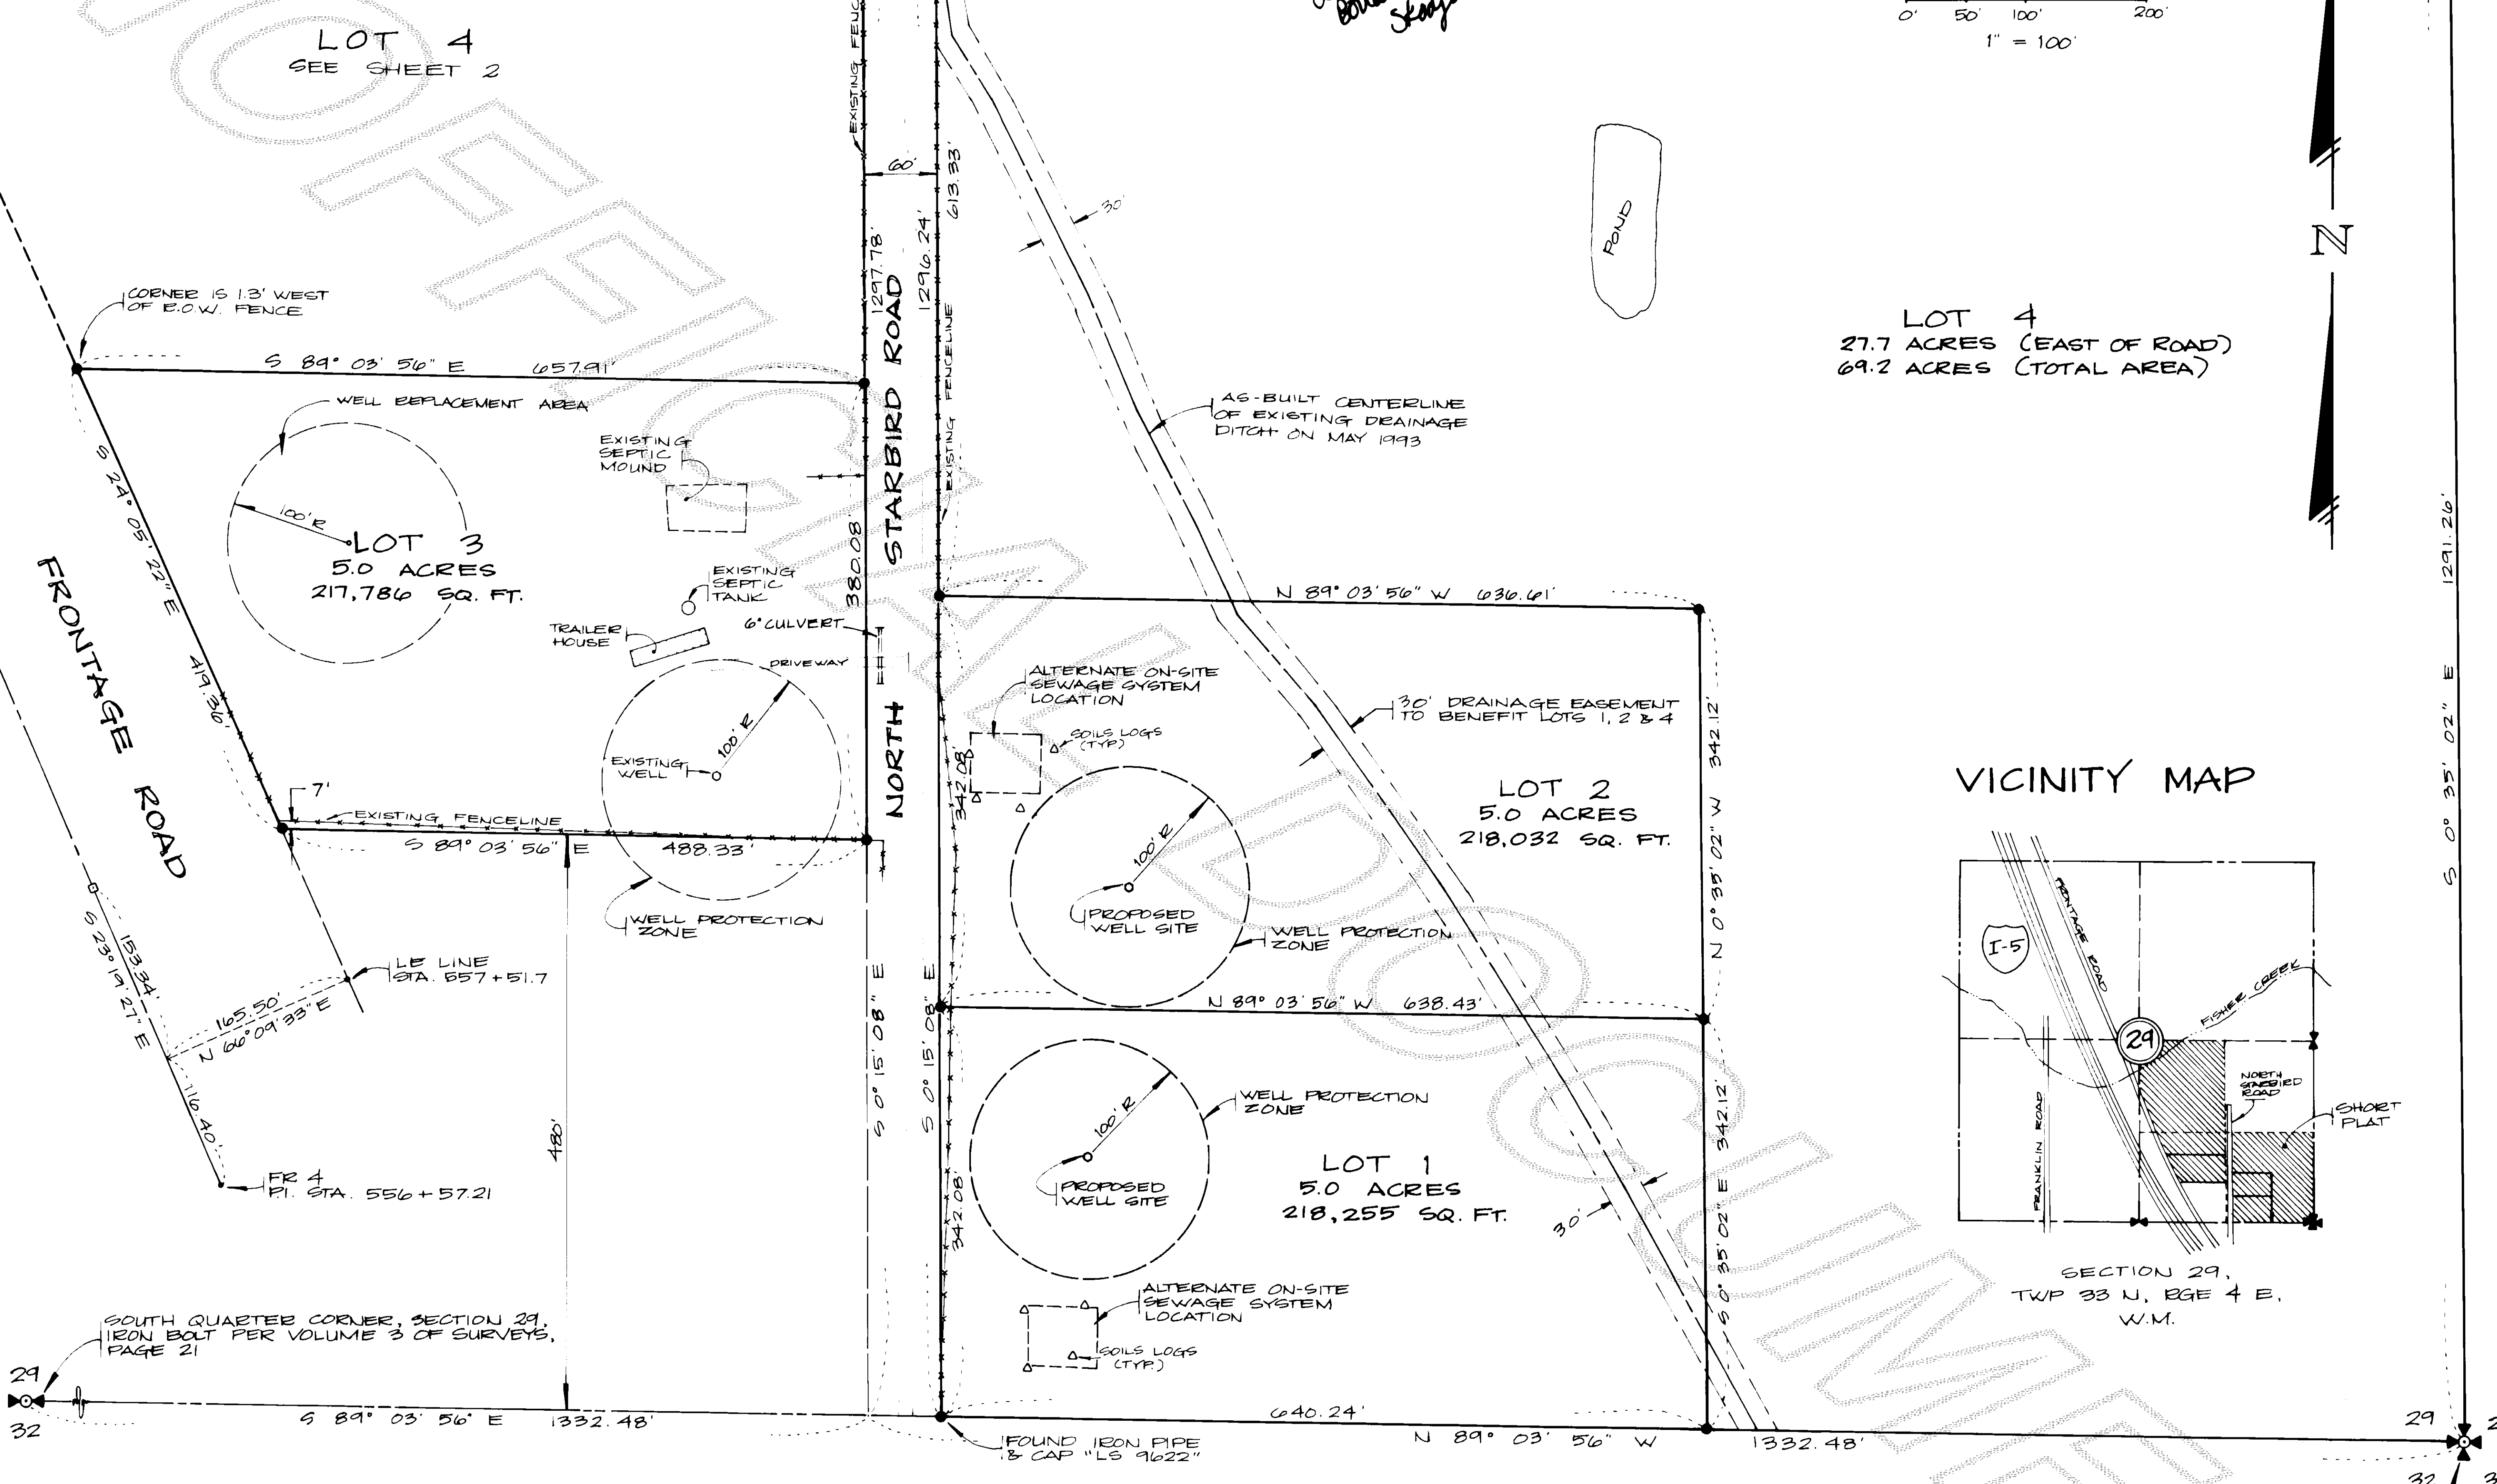 0' 50' 100' 200'
1" = 100'
LOT 4
SEE SHEET 2
EXISTING FENC
60'
613.33'
1297.78'
1296.24'
30'
POND
N
CORNER IS 1.3' WEST
OF R.O.W. FENCE
S 89° 03' 56" E 657.91'
WELL REPLACEMENT AREA
EXISTING
SEPTIC
MOUND
100' R
LOT 3
5.0 ACRES
217,786 SQ. FT.
S 24° 05' 22" E
419.36'
EXISTING
SEPTIC
TANK
TRAILER
HOUSE
6" CULVERT
DRIVEWAY
380.08'
NORTH STARBIRD ROAD
EXISTING FENCELINE
LOT 4
27.7 ACRES (EAST OF ROAD)
69.2 ACRES (TOTAL AREA)
AS-BUILT CENTERLINE
OF EXISTING DRAINAGE
DITCH ON MAY 1993
1291.26'
S 0° 35' 02" E
FRONTAGE ROAD
EXISTING
WELL
100' R
7'
EXISTING FENCELINE
S 89° 03' 56" E 488.33'
WELL PROTECTION
ZONE
N 89° 03' 56" W 636.61'
ALTERNATE ON-SITE
SEWAGE SYSTEM
LOCATION
SOILS LOGS
(TYP.)
342.08'
30' DRAINAGE EASEMENT
TO BENEFIT LOTS 1, 2 & 4
LOT 2
5.0 ACRES
218,032 SQ. FT.
N 0° 35' 02" W 342.12'
100' R
PROPOSED
WELL SITE
WELL PROTECTION
ZONE
N 89° 03' 56" W 638.43'
S 0° 15' 08" E
S 0° 15' 08" E
153.34'
S 23° 19' 27" E
LE LINE
STA. 557+51.7
165.50'
N 66° 09' 33" E
116.40'
FR 4
P.I. STA. 556+57.21
480'
100' R
WELL PROTECTION
ZONE
PROPOSED
WELL SITE
LOT 1
5.0 ACRES
218,255 SQ. FT.
30'
342.08'
S 0° 35' 02" E 342.12'
ALTERNATE ON-SITE
SEWAGE SYSTEM
LOCATION
SOILS LOGS
(TYP.)
SOUTH QUARTER CORNER, SECTION 29,
IRON BOLT PER VOLUME 3 OF SURVEYS,
PAGE 21
29
32
S 89° 03' 56" E 1332.48'
640.24'
N 89° 03' 56" W 1332.48'
FOUND IRON PIPE
& CAP "LS 9622"
29
32
VICINITY MAP
I-5
FRONTAGE ROAD
FISHER CREEK
29
NORTH
STARBIRD
ROAD
FRANKLIN ROAD
SHORT
PLAT
SECTION 29,
TWP 33 N, RGE 4 E,
W.M.